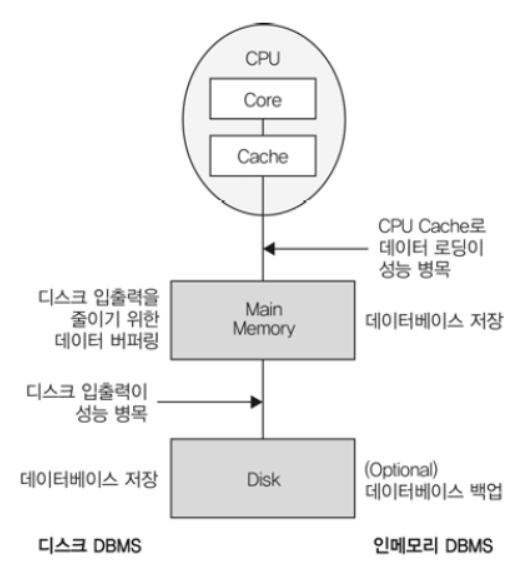 CPU
Core
Cache
CPU Cache로
데이터 로딩이
성능 병목
디스크 입출력을
줄이기 위한
데이터 버퍼링
Main
Memory
데이터베이스 저장
디스크 입출력이
성능 병목
데이터베이스 저장
Disk
(Optional)
데이터베이스 백업
디스크 DBMS
인메모리 DBMS